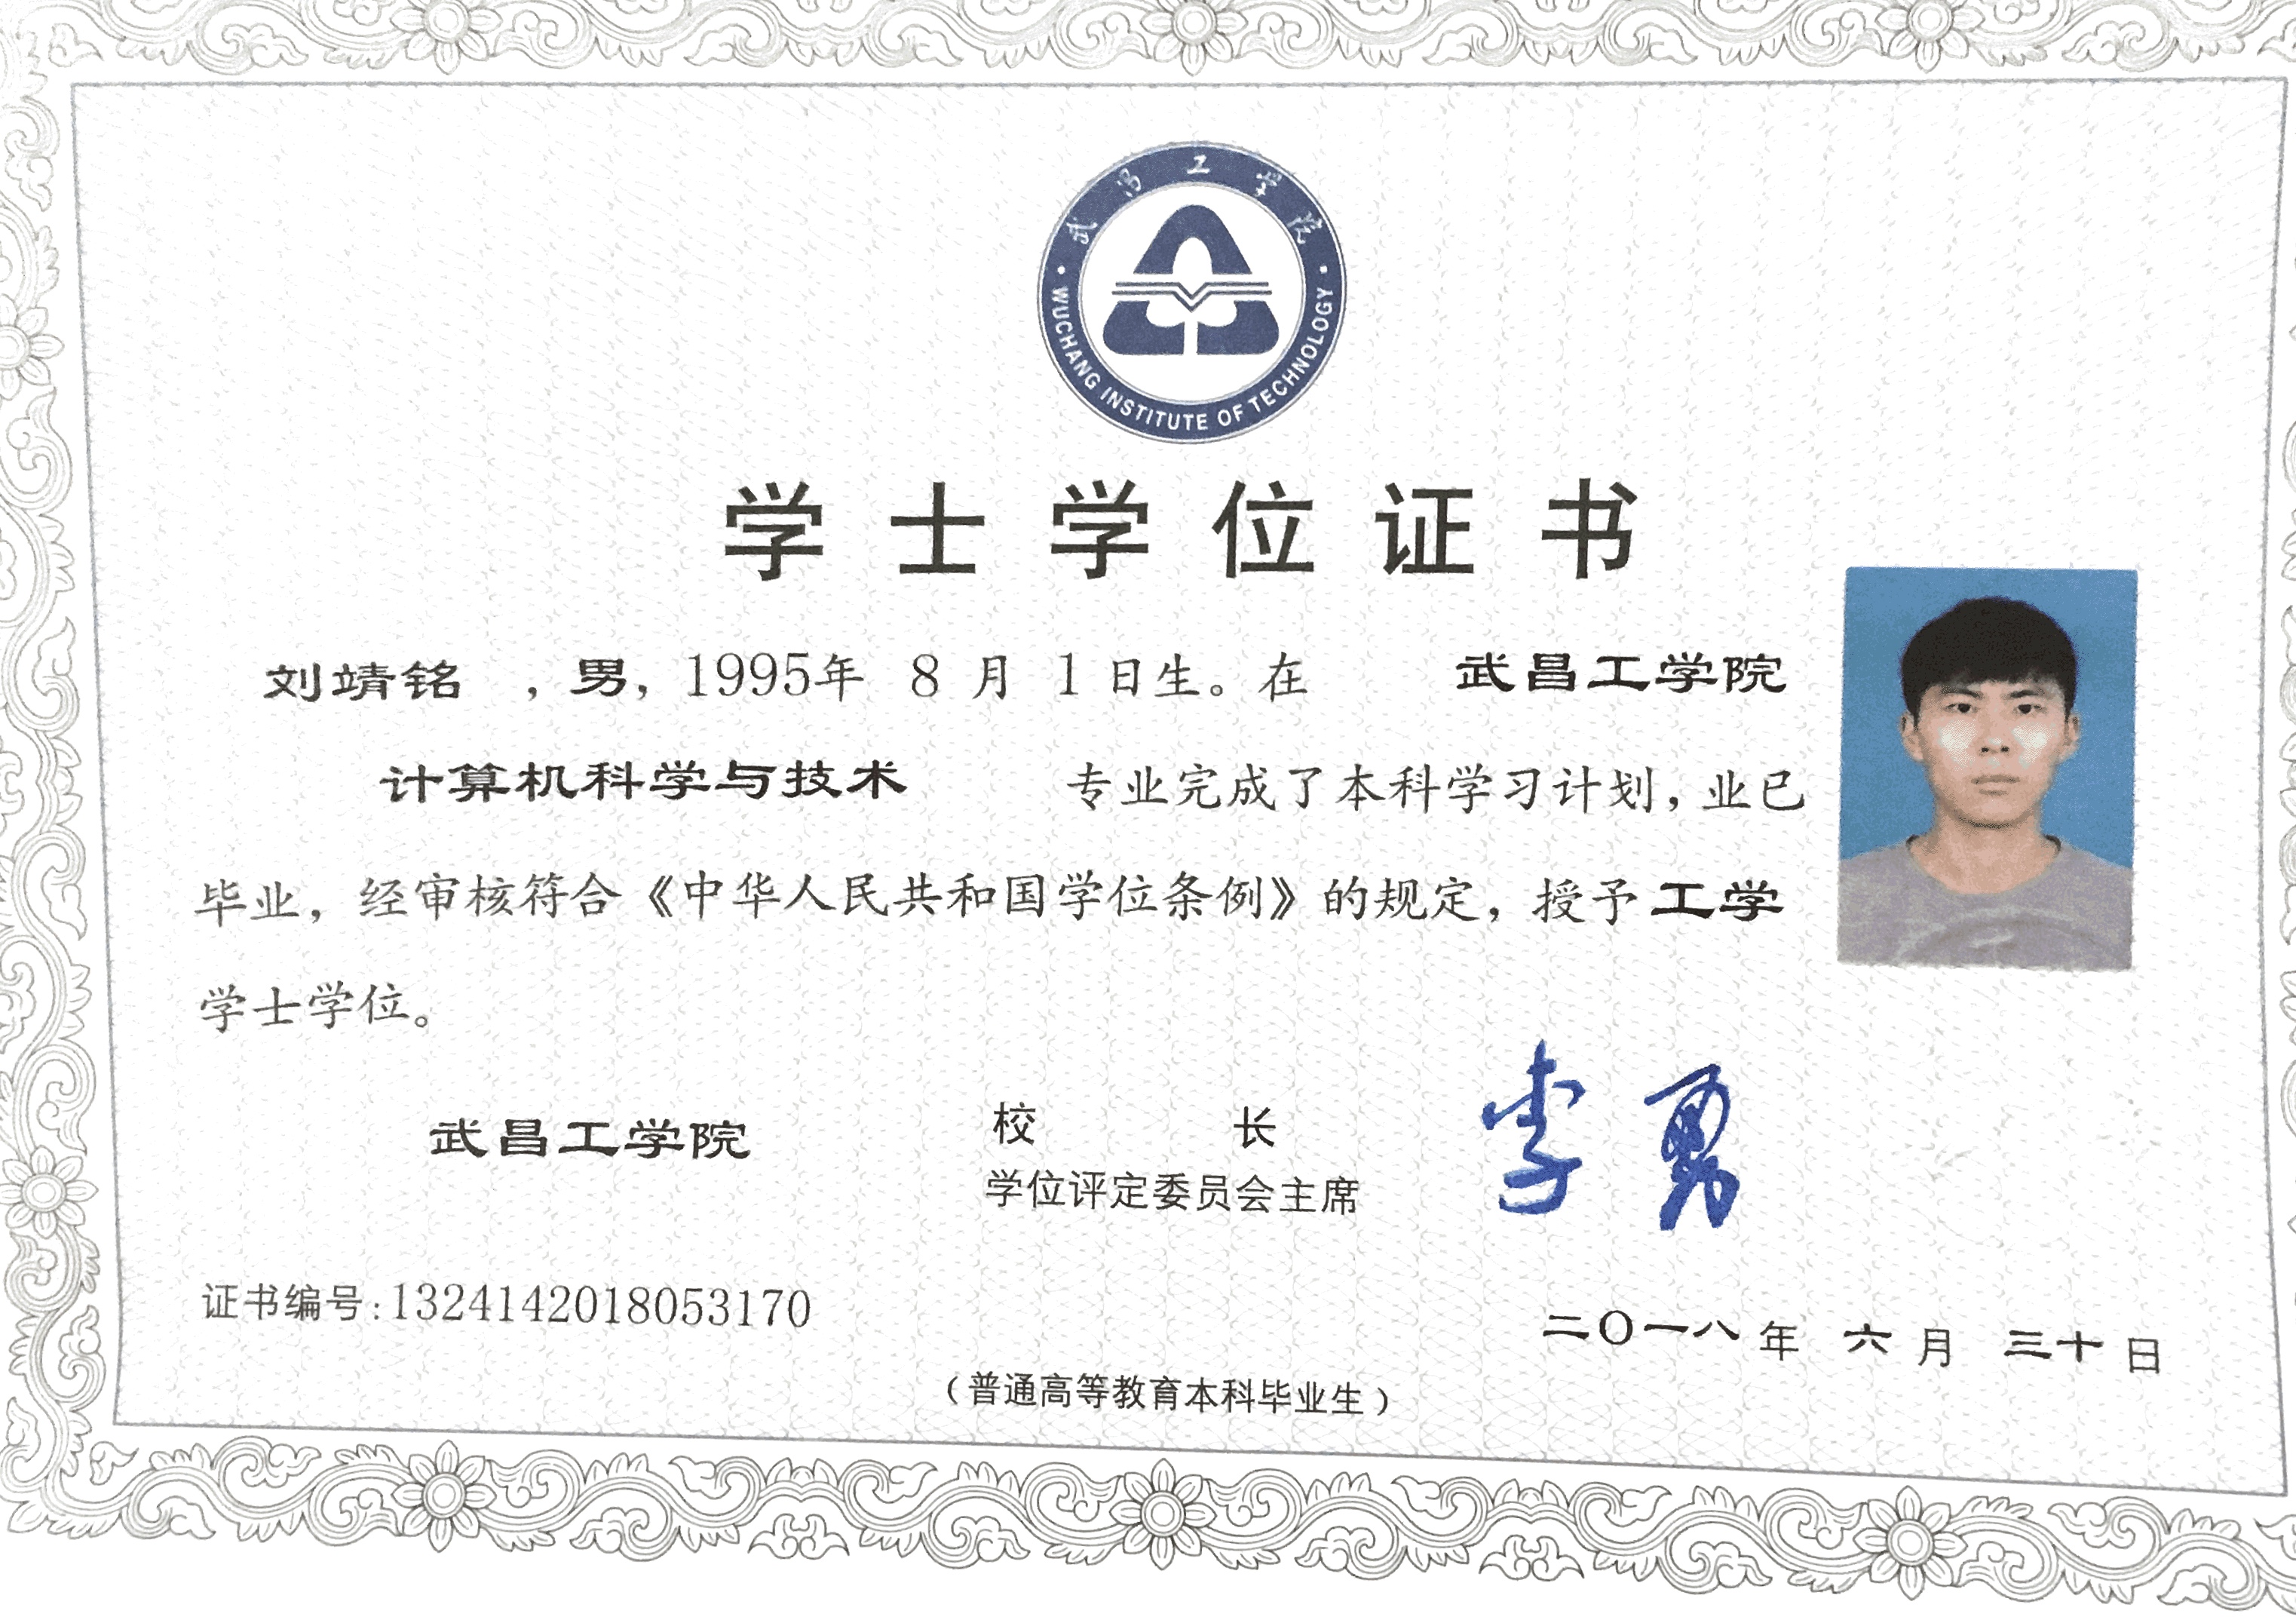 武昌工学院
WUCHANG INSTITUTE OF TECHNOLOGY
学士学位证书
刘靖铭 ,男,1995年 8 月 1 日生。在 武昌工学院
计算机科学与技术 专业完成了本科学习计划,业已
毕业,经审核符合《中华人民共和国学位条例》的规定,授予 工学
学士学位。
武昌工学院
校 长
学位评定委员会主席
李勇
证书编号:1324142018053170
二〇一八年 六月 三十日
(普通高等教育本科毕业生)